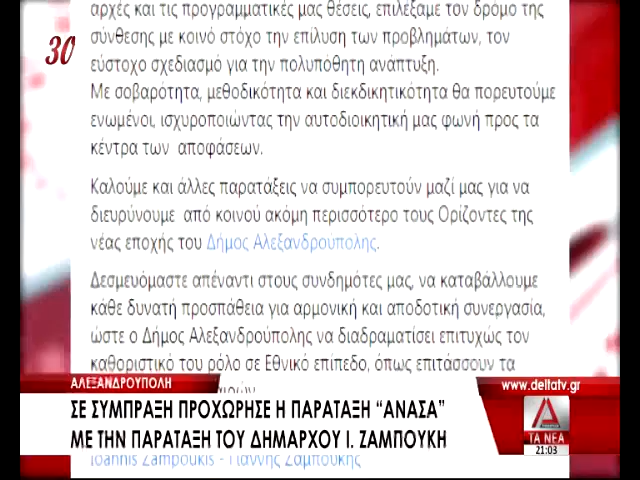 αρχές και τις προγραμματικές μας θέσεις, επιλέξαμε τον δρόμο της
σύνθεσης με κοινό στόχο την επίλυση των προβλημάτων, τον
εύστοχο σχεδιασμό για την πολυπόθητη ανάπτυξη.
Με σοβαρότητα, μεθοδικότητα και διεκδικητικότητα θα πορευτούμε
ενωμένοι, ισχυροποιώντας την αυτοδιοικητική μας φωνή προς τα
κέντρα των αποφάσεων.
Καλούμε και άλλες παρατάξεις να συμπορευτούν μαζί μας για να
διευρύνουμε από κοινού ακόμη περισσότερο τους Ορίζοντες της
νέας εποχής του Δήμος Αλεξανδρούπολης.
Δεσμευόμαστε απέναντι στους συνδημότες μας, να καταβάλλουμε
κάθε δυνατή προσπάθεια για αρμονική και αποδοτική συνεργασία,
ώστε ο Δήμος Αλεξανδρούπολης να διαδραματίσει επιτυχώς τον
καθοριστικό του ρόλο σε Εθνικό επίπεδο, όπως επιτάσσουν τα
30
ΑΛΕΞΑΝΔΡΟΥΠΟΛΗ
ΣΕ ΣΥΜΠΡΑΞΗ ΠΡΟΧΩΡΗΣΕ Η ΠΑΡΑΤΑΞΗ "ΑΝΑΣΑ"
ΜΕ ΤΗΝ ΠΑΡΑΤΑΞΗ ΤΟΥ ΔΗΜΑΡΧΟΥ Ι. ΖΑΜΠΟΥΚΗ
Ioannis Zampoukis - Γιάννης Ζαμπούκης
www.deltatv.gr
ΤΑ ΝΕΑ
21:03